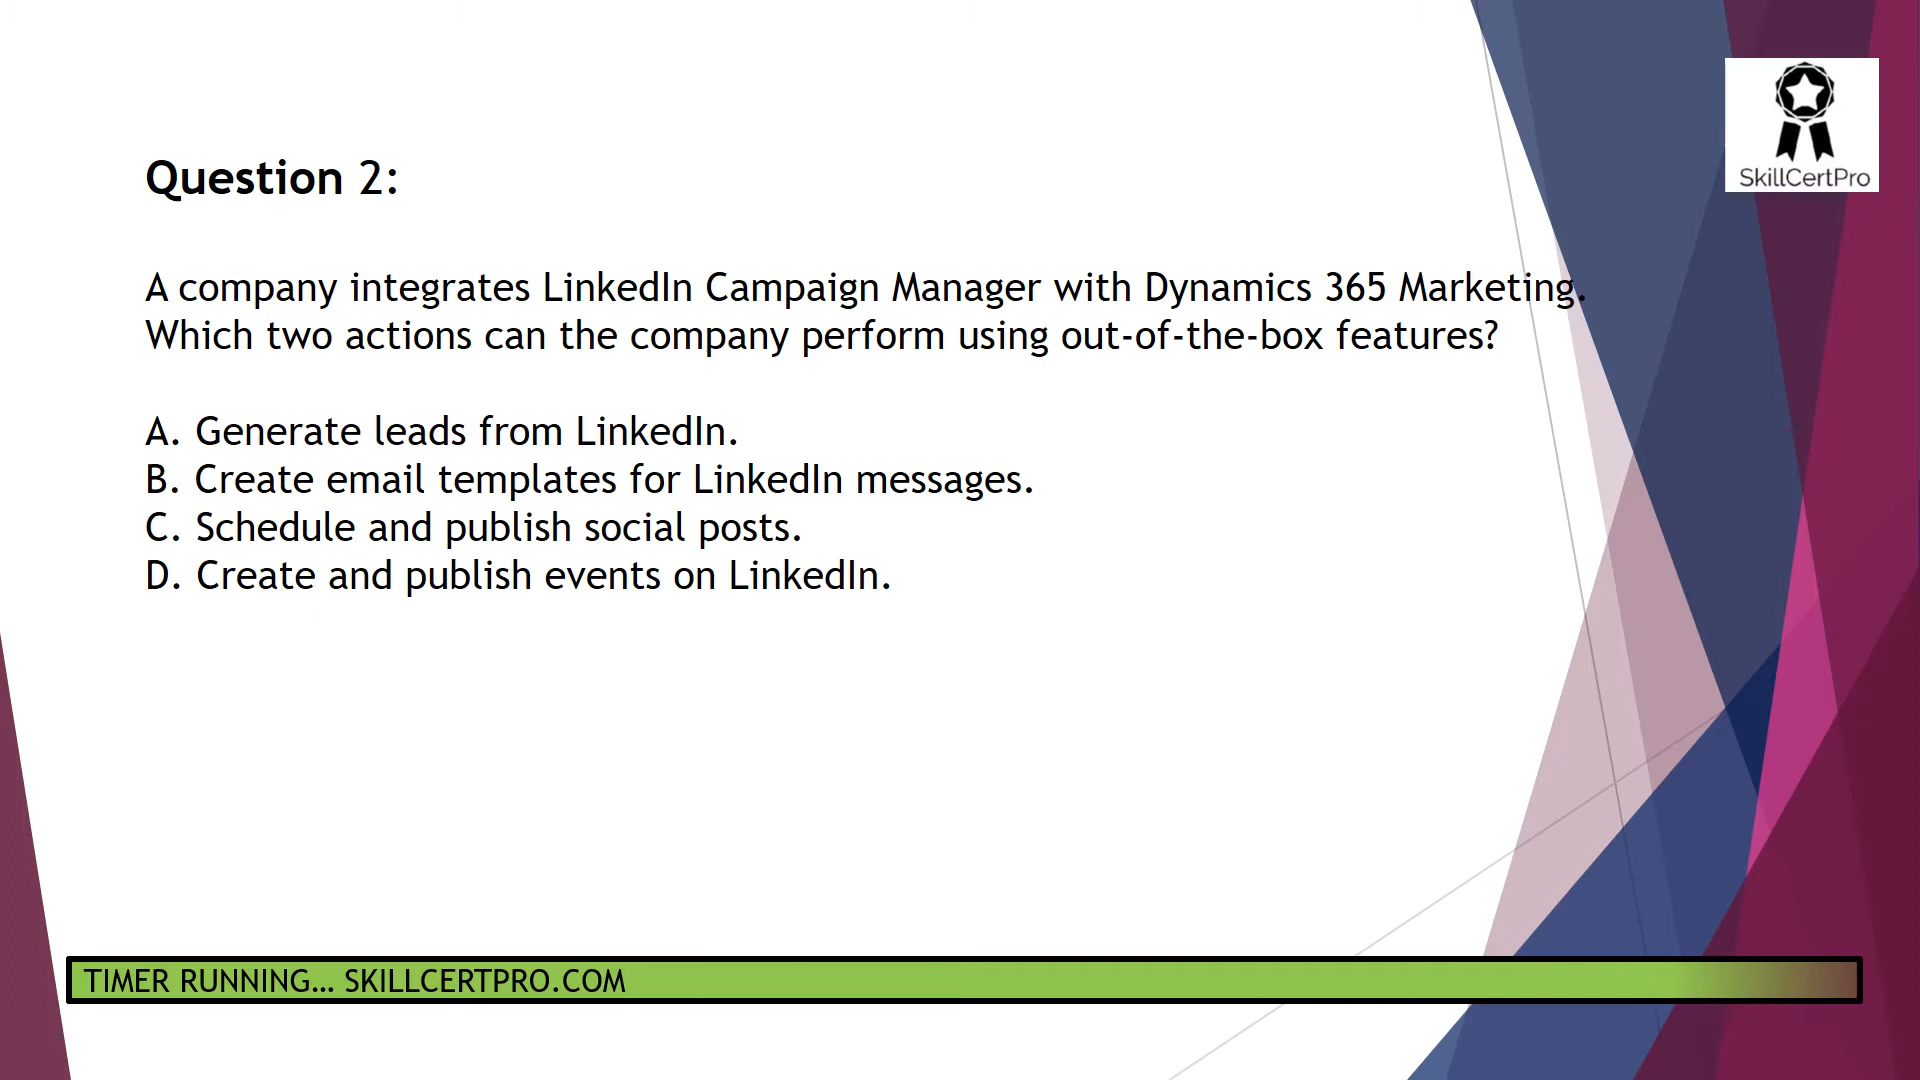 SkillCertPro
Question 2:
A company integrates LinkedIn Campaign Manager with Dynamics 365 Marketing.
Which two actions can the company perform using out-of-the-box features?
A. Generate leads from LinkedIn.
B. Create email templates for LinkedIn messages.
C. Schedule and publish social posts.
D. Create and publish events on LinkedIn.
TIMER RUNNING... SKILLCERTPRO.COM